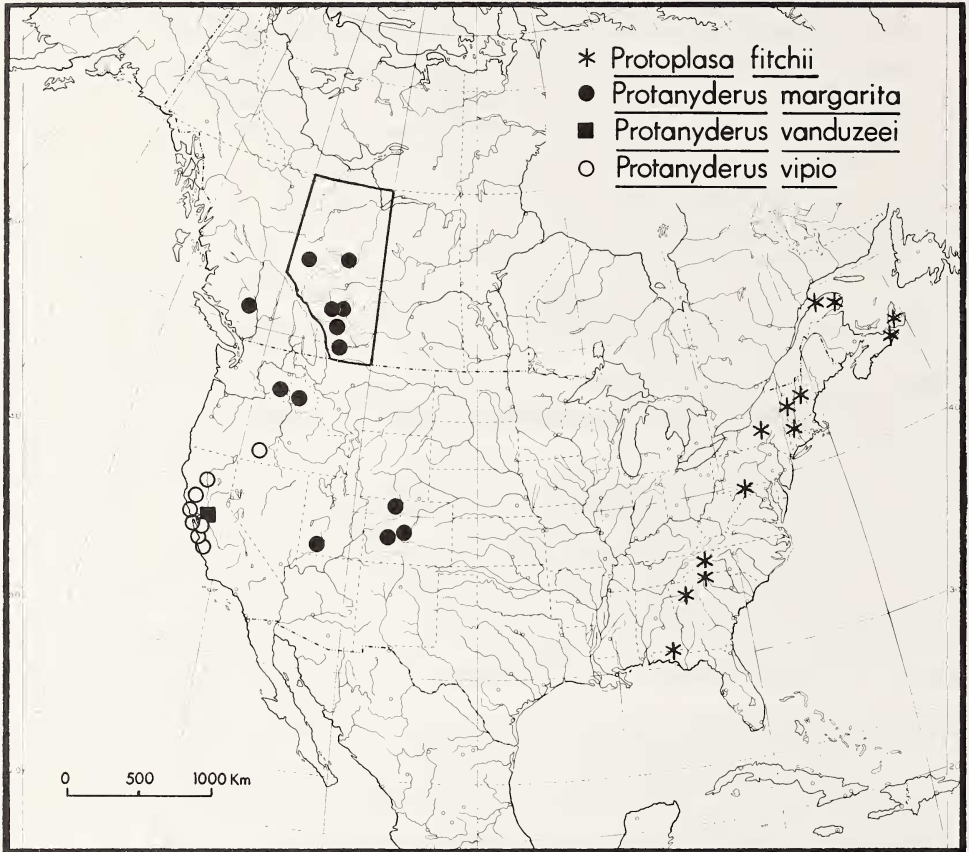 * Protoplasa fitchii
● Protanyderus margarita
■ Protanyderus vanduzeei
○ Protanyderus vipio
0 500 1000 Km